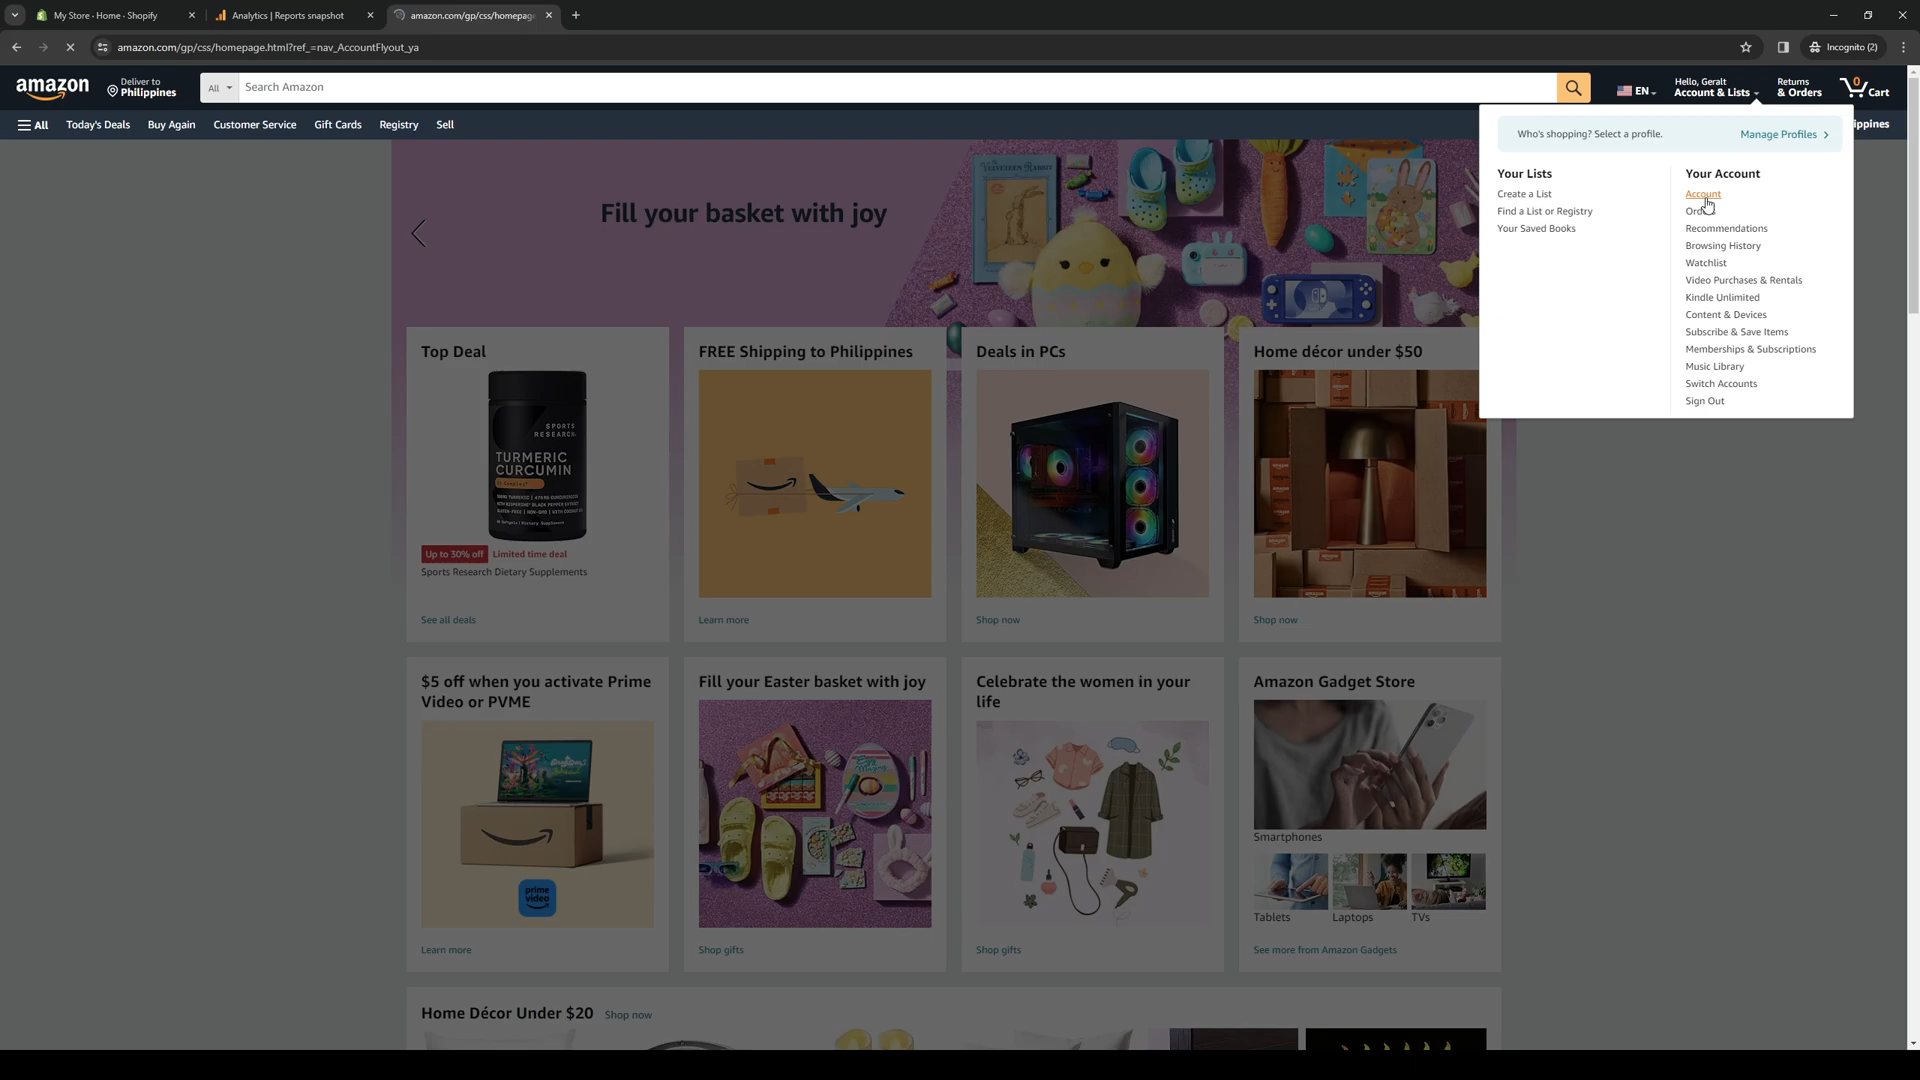 My Store · Home · Shopify
Analytics | Reports snapshot
amazon.com/gp/css/homepage
amazon.com/gp/css/homepage.html?ref_=nav_AccountFlyout_ya
Incognito (2)
amazon
Deliver to
Philippines
All
Search Amazon
EN
Hello, Geralt
Account & Lists
Returns
& Orders
0
Cart
All
Today's Deals
Buy Again
Customer Service
Gift Cards
Registry
Sell
ippines
Who's shopping? Select a profile.
Manage Profiles
Your Lists
Create a List
Find a List or Registry
Your Saved Books
Your Account
Account
Orders
Recommendations
Browsing History
Watchlist
Video Purchases & Rentals
Kindle Unlimited
Content & Devices
Subscribe & Save Items
Memberships & Subscriptions
Music Library
Switch Accounts
Sign Out
Fill your basket with joy
Top Deal
SPORTS
RESEARCH
TURMERIC
CURCUMIN
Up to 30% off
Limited time deal
Sports Research Dietary Supplements
See all deals
FREE Shipping to Philippines
Learn more
Deals in PCs
Shop now
Home décor under $50
Shop now
$5 off when you activate Prime
Video or PVME
prime
video
Learn more
Fill your Easter basket with joy
Shop gifts
Celebrate the women in your
life
Shop gifts
Amazon Gadget Store
Smartphones
Tablets
Laptops
TVs
See more from Amazon Gadgets
Home Décor Under $20
Shop now